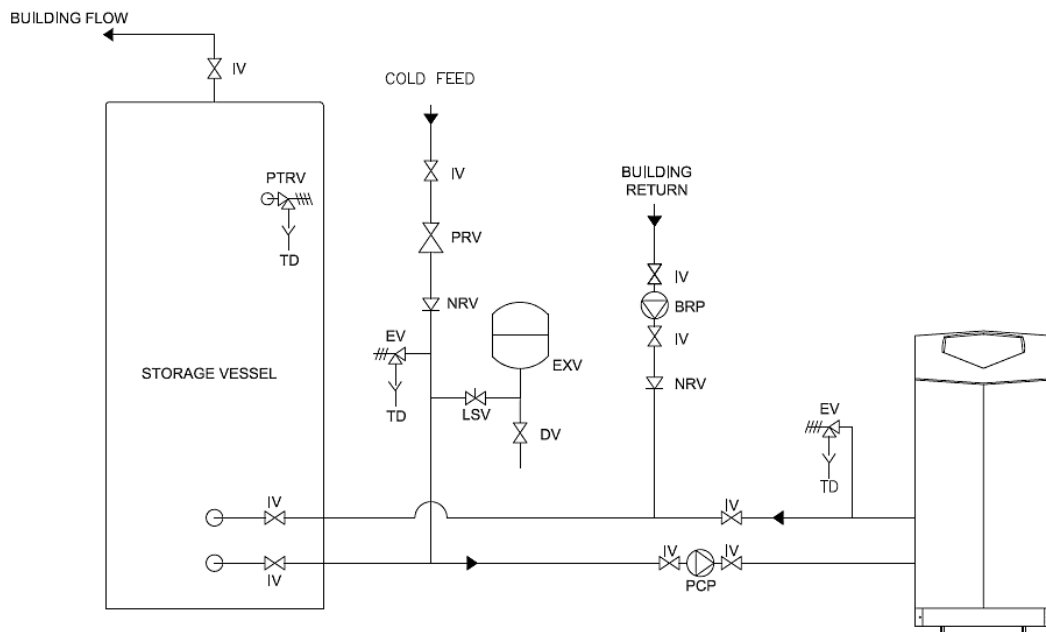 BUILDING FLOW
IV
COLD FEED
IV
BUILDING
RETURN
PTRV
TD
PRV
IV
NRV
BRP
EV
IV
EXV
STORAGE VESSEL
NRV
TD
LSV
EV
DV
TD
IV
IV
IV
IV
IV
PCP